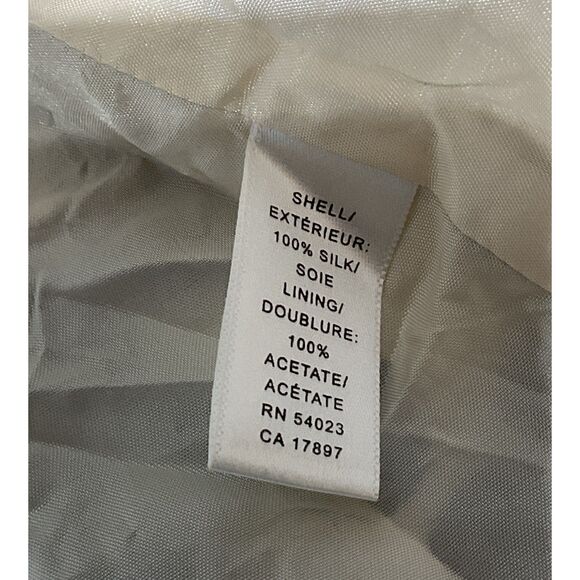 SHELL/
EXTÉRIEUR:
100% SILK/
SOIE
LINING/
DOUBLURE:
100%
ACETATE/
ACÉTATE
RN 54023
CA 17897